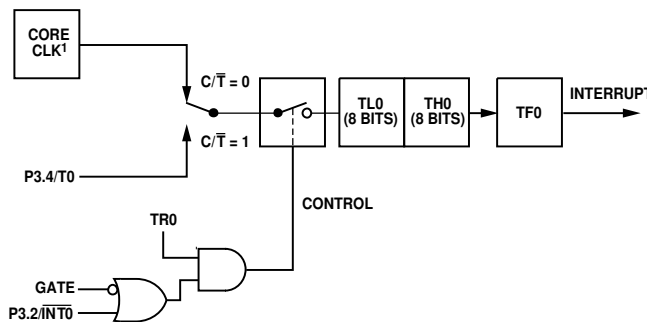 CORE
CLK¹
C/T̅ = 0
C/T̅ = 1
P3.4/T0
TL0
(8 BITS)
TH0
(8 BITS)
TF0
INTERRUPT
CONTROL
TR0
GATE
P3.2/I̅N̅T̅0̅